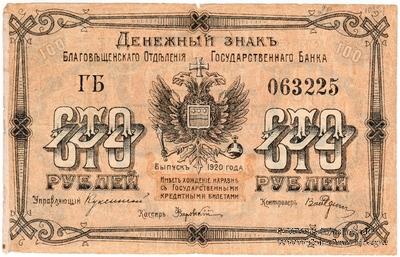 Денежный Знакъ
Благовѣщенскаго Отдѣленія Государственнаго Банка
100 100
ГБ 063225
СТО СТО
РУБЛЕЙ РУБЛЕЙ
Выпускъ 1920 года
Имѣетъ хожденіе наравнѣ
съ Государственными
кредитными билетами
Управляющій
Контролеръ
Кассиръ